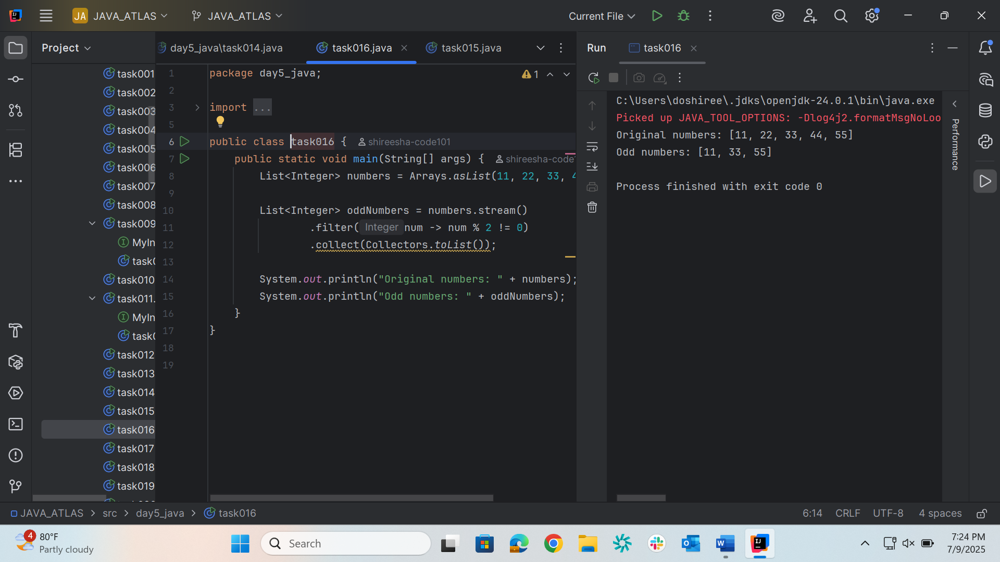 JA JAVA_ATLAS JAVA_ATLAS Current File
Project
day5_java\task014.java task016.java task015.java
Run task016
task001
task002
task003
task004
task005
task006
task007
task008
task009
MyIn
task0
task010
task011.
MyIn
task0
task012
task013
task014
task015
task016
task017
task018
task019
1 package day5_java;
1
2
3 import ...
5
6 public class task016 { shireesha-code101
7 public static void main(String[] args) { shireesha-code1
8 List<Integer> numbers = Arrays.asList(11, 22, 33, 4
9
10 List<Integer> oddNumbers = numbers.stream()
11 .filter( Integer num -> num % 2 != 0)
12 .collect(Collectors.toList());
13
14 System.out.println("Original numbers: " + numbers);
15 System.out.println("Odd numbers: " + oddNumbers);
16 }
17 }
18
19
C:\Users\doshiree\.jdks\openjdk-24.0.1\bin\java.exe
Picked up JAVA_TOOL_OPTIONS: -Dlog4j2.formatMsgNoLoo
Original numbers: [11, 22, 33, 44, 55]
Odd numbers: [11, 33, 55]
Process finished with exit code 0
Performance
JAVA_ATLAS > src > day5_java > task016
6:14 CRLF UTF-8 4 spaces
4 80°F
Partly cloudy
Search
7:24 PM
7/9/2025